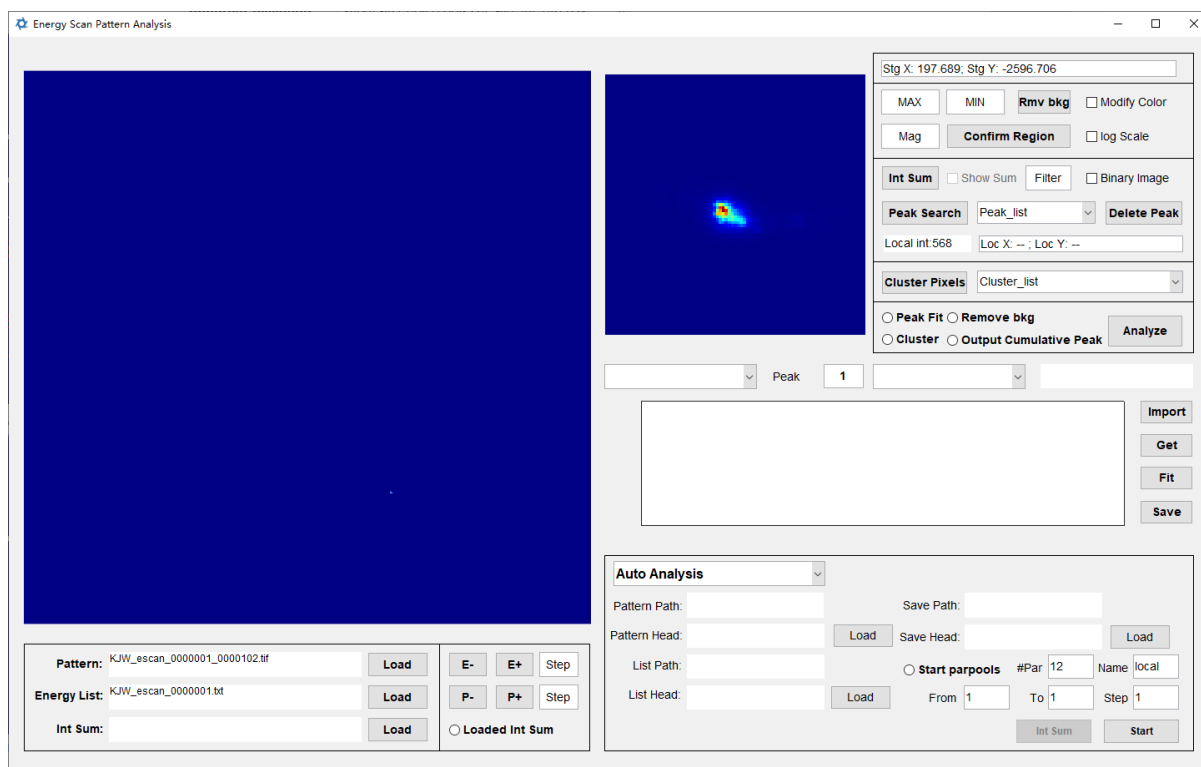 Energy Scan Pattern Analysis
Stg X: 197.689; Stg Y: -2596.706
MAX MIN Rmv bkg Modify Color
Mag Confirm Region log Scale
Int Sum Show Sum Filter Binary Image
Peak Search Peak_list Delete Peak
Local int:568 Loc X: -- ; Loc Y: --
Cluster Pixels Cluster_list
Peak Fit Remove bkg
Cluster Output Cumulative Peak Analyze
Peak 1
Import
Get
Fit
Save
Auto Analysis
Pattern Path: Save Path:
Pattern Head: Load Save Head: Load
List Path: Start parpools #Par 12 Name local
List Head: Load From 1 To 1 Step 1
Int Sum Start
Pattern: KJW_escan_0000001_0000102.tif Load E- E+ Step
Energy List: KJW_escan_0000001.txt Load P- P+ Step
Int Sum: Load Loaded Int Sum